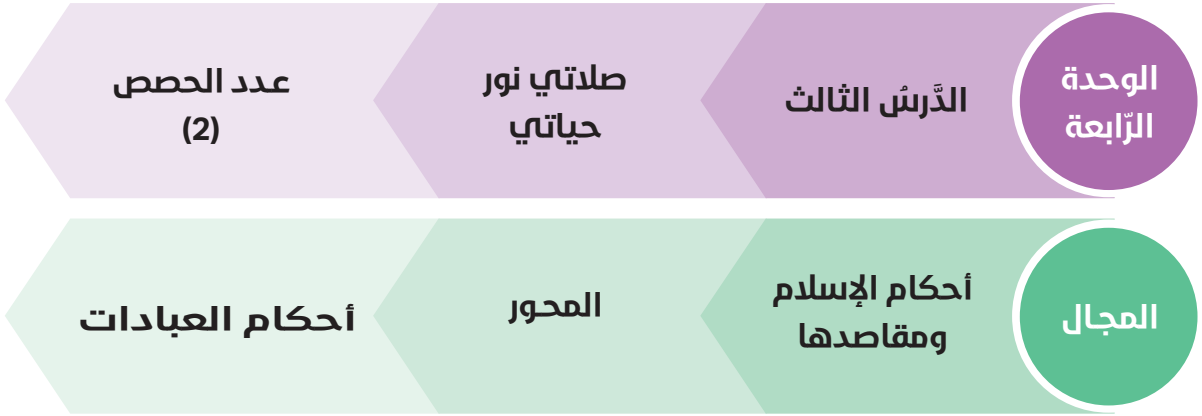 الوحدة
الرّابعة
الدَّرسُ الثالث
صلاتي نور
حياتي
عدد الحصص
(2)
المجال
أحكام الإسلام
ومقاصدها
المحور
أحكام العبادات